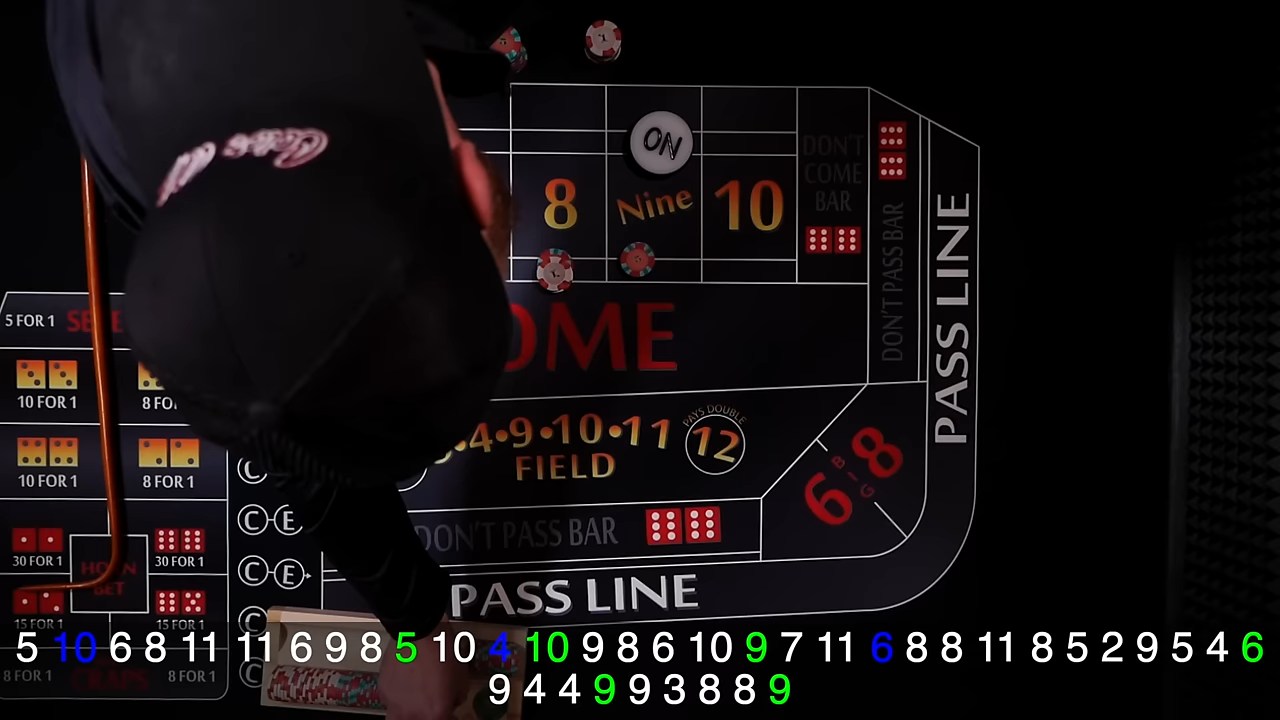 ON
8 Nine 10
DON'T
COME
BAR
DON'T PASS BAR
PASS LINE
5 FOR 1
OME
10 FOR 1
10 FOR 1 8 FOR 1
4•9•10•11
PAYS DOUBLE
12
FIELD
6 BIG 8
C
C E
C E
C
C
DON'T PASS BAR
PASS LINE
30 FOR 1 HORN BET 30 FOR 1
15 FOR 1 15 FOR 1
8 FOR 1 CRAPS 8 FOR 1
5 10 6 8 11 11 6 9 8 5 10 4 10 9 8 6 10 9 7 11 6 8 8 11 8 5 2 9 5 4 6
9 4 4 9 9 3 8 8 9